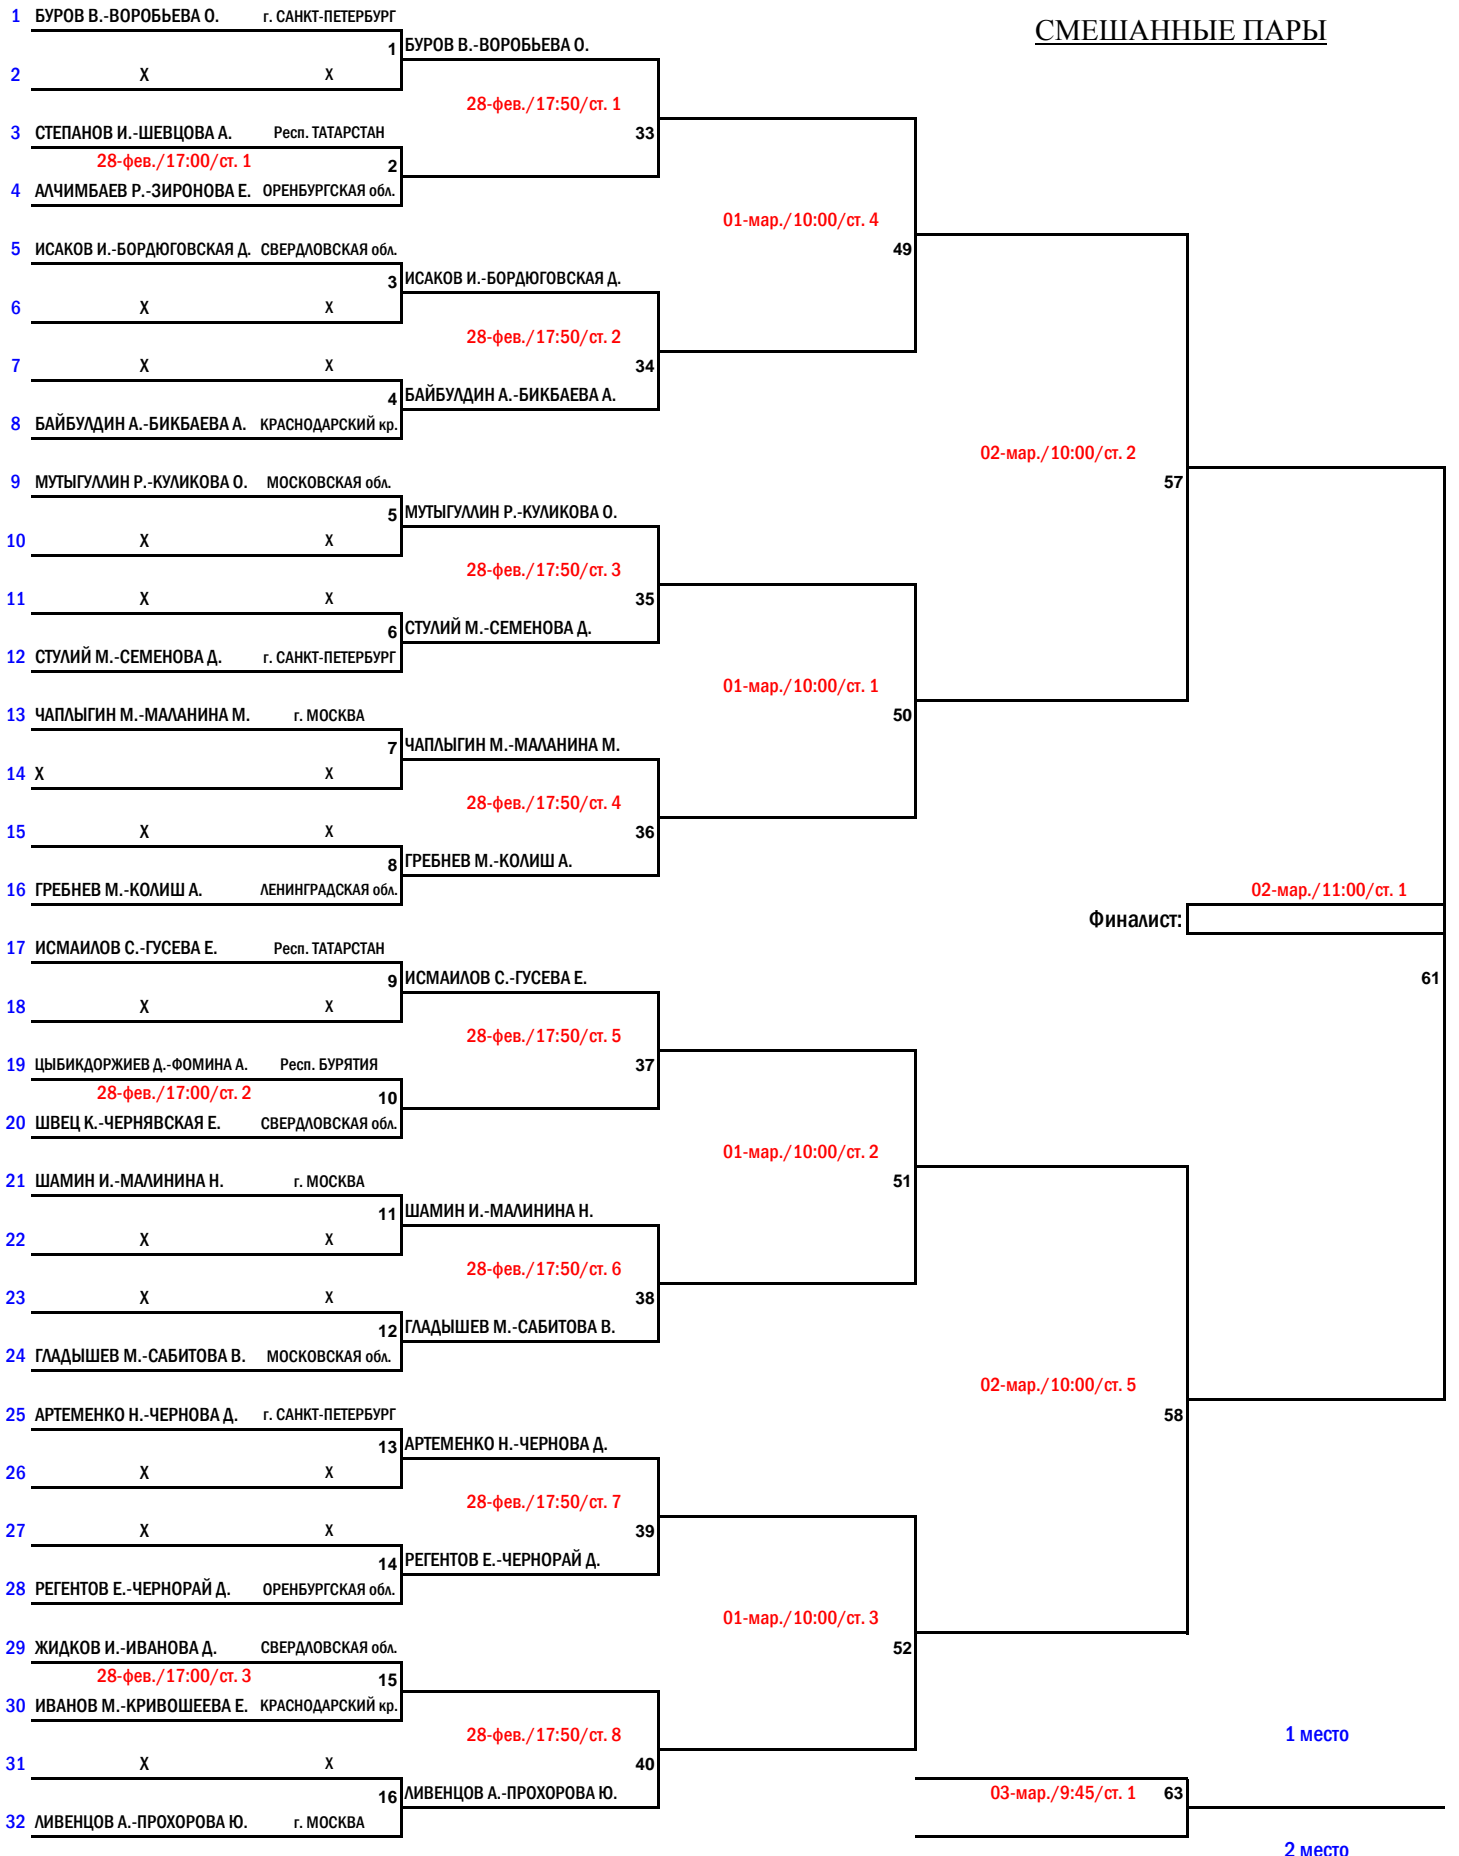 СМЕШАННЫЕ ПАРЫ
1 БУРОВ В.-ВОРОБЬЕВА О. г. САНКТ-ПЕТЕРБУРГ
1 БУРОВ В.-ВОРОБЬЕВА О.
2 X X
28-фев./17:50/ст. 1
33
3 СТЕПАНОВ И.-ШЕВЦОВА А. Респ. ТАТАРСТАН
28-фев./17:00/ст. 1
2
4 АЛЧИМБАЕВ Р.-ЗИРОНОВА Е. ОРЕНБУРГСКАЯ обл.
01-мар./10:00/ст. 4
49
5 ИСАКОВ И.-БОРДЮГОВСКАЯ Д. СВЕРДЛОВСКАЯ обл.
3 ИСАКОВ И.-БОРДЮГОВСКАЯ Д.
6 X X
28-фев./17:50/ст. 2
34
7 X X
4 БАЙБУЛДИН А.-БИКБАЕВА А.
8 БАЙБУЛДИН А.-БИКБАЕВА А. КРАСНОДАРСКИЙ кр.
02-мар./10:00/ст. 2
57
9 МУТЫГУЛЛИН Р.-КУЛИКОВА О. МОСКОВСКАЯ обл.
5 МУТЫГУЛЛИН Р.-КУЛИКОВА О.
10 X X
28-фев./17:50/ст. 3
35
11 X X
6 СТУЛИЙ М.-СЕМЕНОВА Д.
12 СТУЛИЙ М.-СЕМЕНОВА Д. г. САНКТ-ПЕТЕРБУРГ
01-мар./10:00/ст. 1
50
13 ЧАПЛЫГИН М.-МАЛАНИНА М. г. МОСКВА
7 ЧАПЛЫГИН М.-МАЛАНИНА М.
14 X X
28-фев./17:50/ст. 4
36
15 X X
8 ГРЕБНЕВ М.-КОЛИШ А.
16 ГРЕБНЕВ М.-КОЛИШ А. ЛЕНИНГРАДСКАЯ обл.
02-мар./11:00/ст. 1
Финалист:
61
17 ИСМАИЛОВ С.-ГУСЕВА Е. Респ. ТАТАРСТАН
9 ИСМАИЛОВ С.-ГУСЕВА Е.
18 X X
28-фев./17:50/ст. 5
37
19 ЦЫБИКДОРЖИЕВ Д.-ФОМИНА А. Респ. БУРЯТИЯ
28-фев./17:00/ст. 2
10
20 ШВЕЦ К.-ЧЕРНЯВСКАЯ Е. СВЕРДЛОВСКАЯ обл.
01-мар./10:00/ст. 2
51
21 ШАМИН И.-МАЛИНИНА Н. г. МОСКВА
11 ШАМИН И.-МАЛИНИНА Н.
22 X X
28-фев./17:50/ст. 6
38
23 X X
12 ГЛАДЫШЕВ М.-САБИТОВА В.
24 ГЛАДЫШЕВ М.-САБИТОВА В. МОСКОВСКАЯ обл.
02-мар./10:00/ст. 5
58
25 АРТЕМЕНКО Н.-ЧЕРНОВА Д. г. САНКТ-ПЕТЕРБУРГ
13 АРТЕМЕНКО Н.-ЧЕРНОВА Д.
26 X X
28-фев./17:50/ст. 7
39
27 X X
14 РЕГЕНТОВ Е.-ЧЕРНОРАЙ Д.
28 РЕГЕНТОВ Е.-ЧЕРНОРАЙ Д. ОРЕНБУРГСКАЯ обл.
01-мар./10:00/ст. 3
52
29 ЖИДКОВ И.-ИВАНОВА Д. СВЕРДЛОВСКАЯ обл.
28-фев./17:00/ст. 3
15
30 ИВАНОВ М.-КРИВОШЕЕВА Е. КРАСНОДАРСКИЙ кр.
28-фев./17:50/ст. 8
40
1 место
31 X X
16 ЛИВЕНЦОВ А.-ПРОХОРОВА Ю.
03-мар./9:45/ст. 1 63
32 ЛИВЕНЦОВ А.-ПРОХОРОВА Ю. г. МОСКВА
2 место